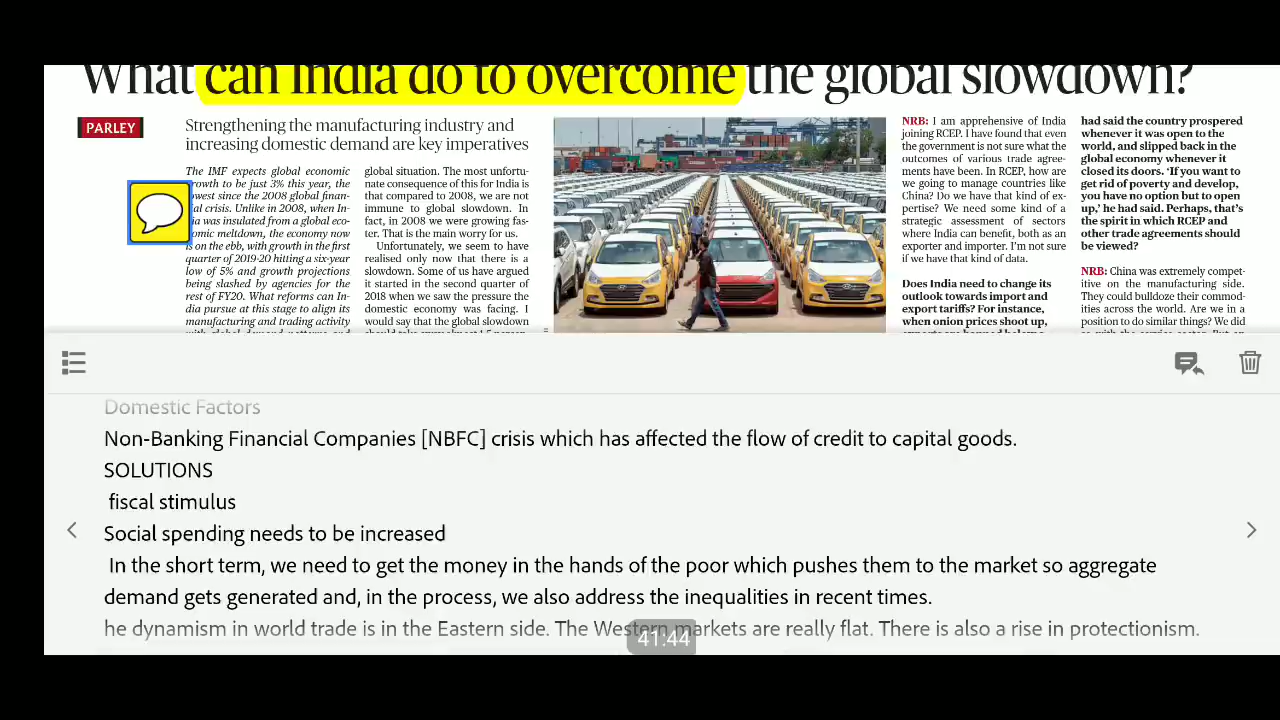 What can India do to overcome the global slowdown?
PARLEY
Strengthening the manufacturing industry and
increasing domestic demand are key imperatives
The IMF expects global economic
growth to be just 3% this year, the
lowest since the 2008 global finan-
cial crisis. Unlike in 2008, when In-
dia was insulated from a global eco-
nomic meltdown, the economy now
is on the ebb, with growth in the first
quarter of 2019-20 hitting a six-year
low of 5% and growth projections
being slashed by agencies for the
rest of FY20. What reforms can In-
dia pursue at this stage to align its
manufacturing and trading activity
global situation. The most unfortu-
nate consequence of this for India is
that compared to 2008, we are not
immune to global slowdown. In
fact, in 2008 we were growing fas-
ter. That is the main worry for us.
Unfortunately, we seem to have
realised only now that there is a
slowdown. Some of us have argued
it started in the second quarter of
2018 when we saw the pressure the
domestic economy was facing. I
would say that the global slowdown
NRB: I am apprehensive of India
joining RCEP. I have found that even
the government is not sure what the
outcomes of various trade agree-
ments have been. In RCEP, how are
we going to manage countries like
China? Do we have that kind of ex-
pertise? We need some kind of a
strategic assessment of sectors
where India can benefit, both as an
exporter and importer. I'm not sure
if we have that kind of data.
Does India need to change its
outlook towards import and
export tariffs? For instance,
when onion prices shoot up,
had said the country prospered
whenever it was open to the
world, and slipped back in the
global economy whenever it
closed its doors. 'If you want to
get rid of poverty and develop,
you have no option but to open
up,' he had said. Perhaps, that's
the spirit in which RCEP and
other trade agreements should
be viewed?
NRB: China was extremely compet-
itive on the manufacturing side.
They could bulldoze their commod-
ities across the world. Are we in a
position to do similar things? We did
Domestic Factors
Non-Banking Financial Companies [NBFC] crisis which has affected the flow of credit to capital goods.
SOLUTIONS
fiscal stimulus
Social spending needs to be increased
In the short term, we need to get the money in the hands of the poor which pushes them to the market so aggregate
demand gets generated and, in the process, we also address the inequalities in recent times.
he dynamism in world trade is in the Eastern side. The Western markets are really flat. There is also a rise in protectionism.
41:44